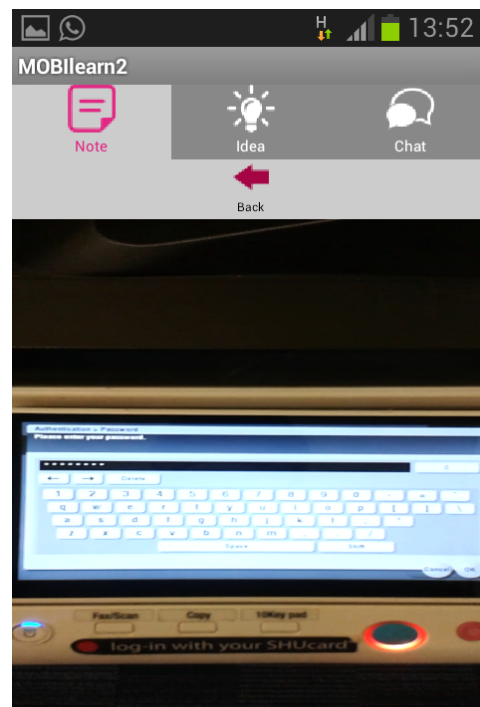 H 13:52
MOBIlearn2
Note Idea Chat
Back
Authentication > Password
Please enter your password.
********
← → Delete
1 2 3 4 5 6 7 8 9 0 - = `
q w e r t y u i o p [ ] \
a s d f g h j k l ; '
z x c v b n m , . /
Space Shift
Cancel OK
Fax/Scan Copy 10Key pad
log-in with your SHUcard